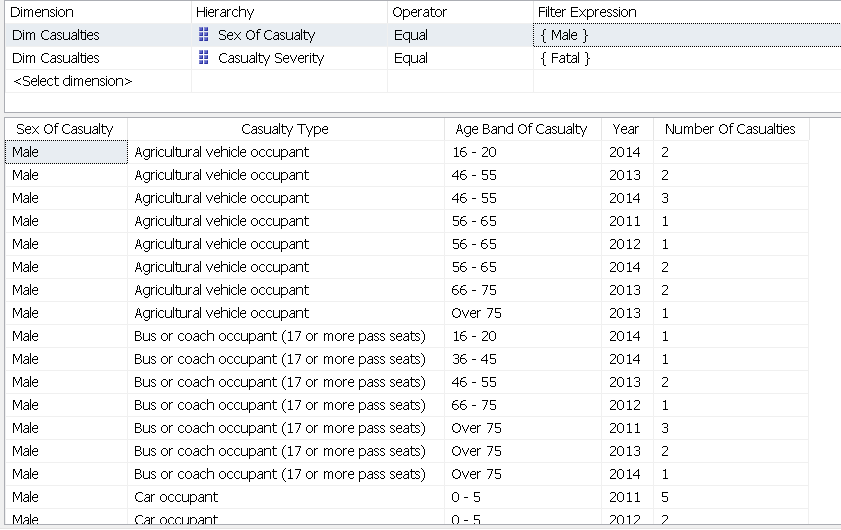 Dimension Hierarchy Operator Filter Expression
Dim Casualties Sex Of Casualty Equal { Male }
Dim Casualties Casualty Severity Equal { Fatal }
<Select dimension>
Sex Of Casualty Casualty Type Age Band Of Casualty Year Number Of Casualties
Male Agricultural vehicle occupant 16 - 20 2014 2
Male Agricultural vehicle occupant 46 - 55 2013 2
Male Agricultural vehicle occupant 46 - 55 2014 3
Male Agricultural vehicle occupant 56 - 65 2011 1
Male Agricultural vehicle occupant 56 - 65 2012 1
Male Agricultural vehicle occupant 56 - 65 2014 2
Male Agricultural vehicle occupant 66 - 75 2013 2
Male Agricultural vehicle occupant Over 75 2013 1
Male Bus or coach occupant (17 or more pass seats) 16 - 20 2014 1
Male Bus or coach occupant (17 or more pass seats) 36 - 45 2014 1
Male Bus or coach occupant (17 or more pass seats) 46 - 55 2013 2
Male Bus or coach occupant (17 or more pass seats) 66 - 75 2012 1
Male Bus or coach occupant (17 or more pass seats) Over 75 2011 3
Male Bus or coach occupant (17 or more pass seats) Over 75 2013 2
Male Bus or coach occupant (17 or more pass seats) Over 75 2014 1
Male Car occupant 0 - 5 2011 5
Male Car occupant 0 - 5 2012 2